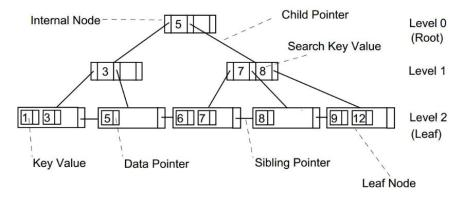 Internal Node
5
Child Pointer
Level 0
(Root)
Search Key Value
3
7 8
Level 1
1 3
5
6 7
8
9 12
Level 2
(Leaf)
Key Value
Data Pointer
Sibling Pointer
Leaf Node